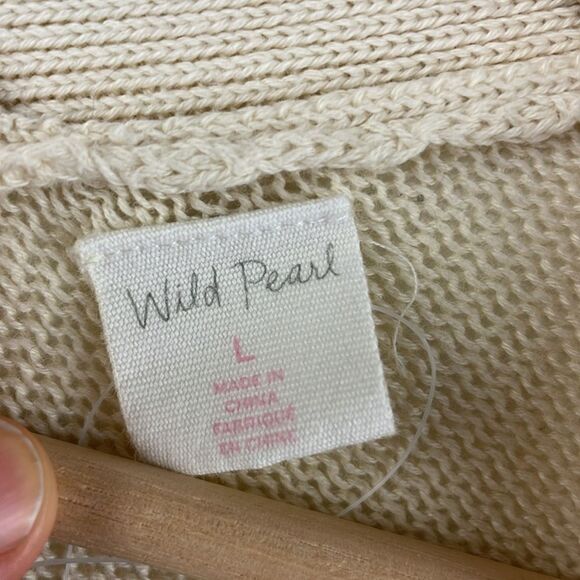 Wild Pearl
L
MADE IN
CHINA
FABRIQUÉ
EN CHINE